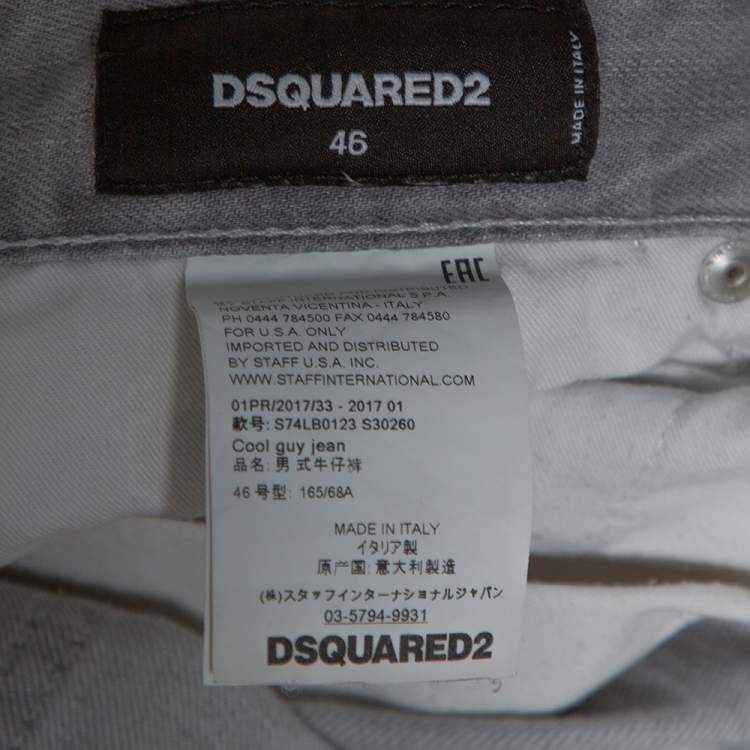 DSQUARED2
46
MADE IN ITALY
EAC
BY STAFF INTERNATIONAL S.P.A.
NOVENTA VICENTINA - ITALY
PH 0444 784500 FAX 0444 784580
FOR U.S.A. ONLY
IMPORTED AND DISTRIBUTED
BY STAFF U.S.A. INC.
WWW.STAFFINTERNATIONAL.COM
01PR/2017/33 - 2017 01
款号: S74LB0123 S30260
Cool guy jean
品名: 男式牛仔裤
46 号型: 165/68A
MADE IN ITALY
イタリア製
原产国: 意大利製造
(株)スタッフインターナショナルジャパン
03-5794-9931
DSQUARED2